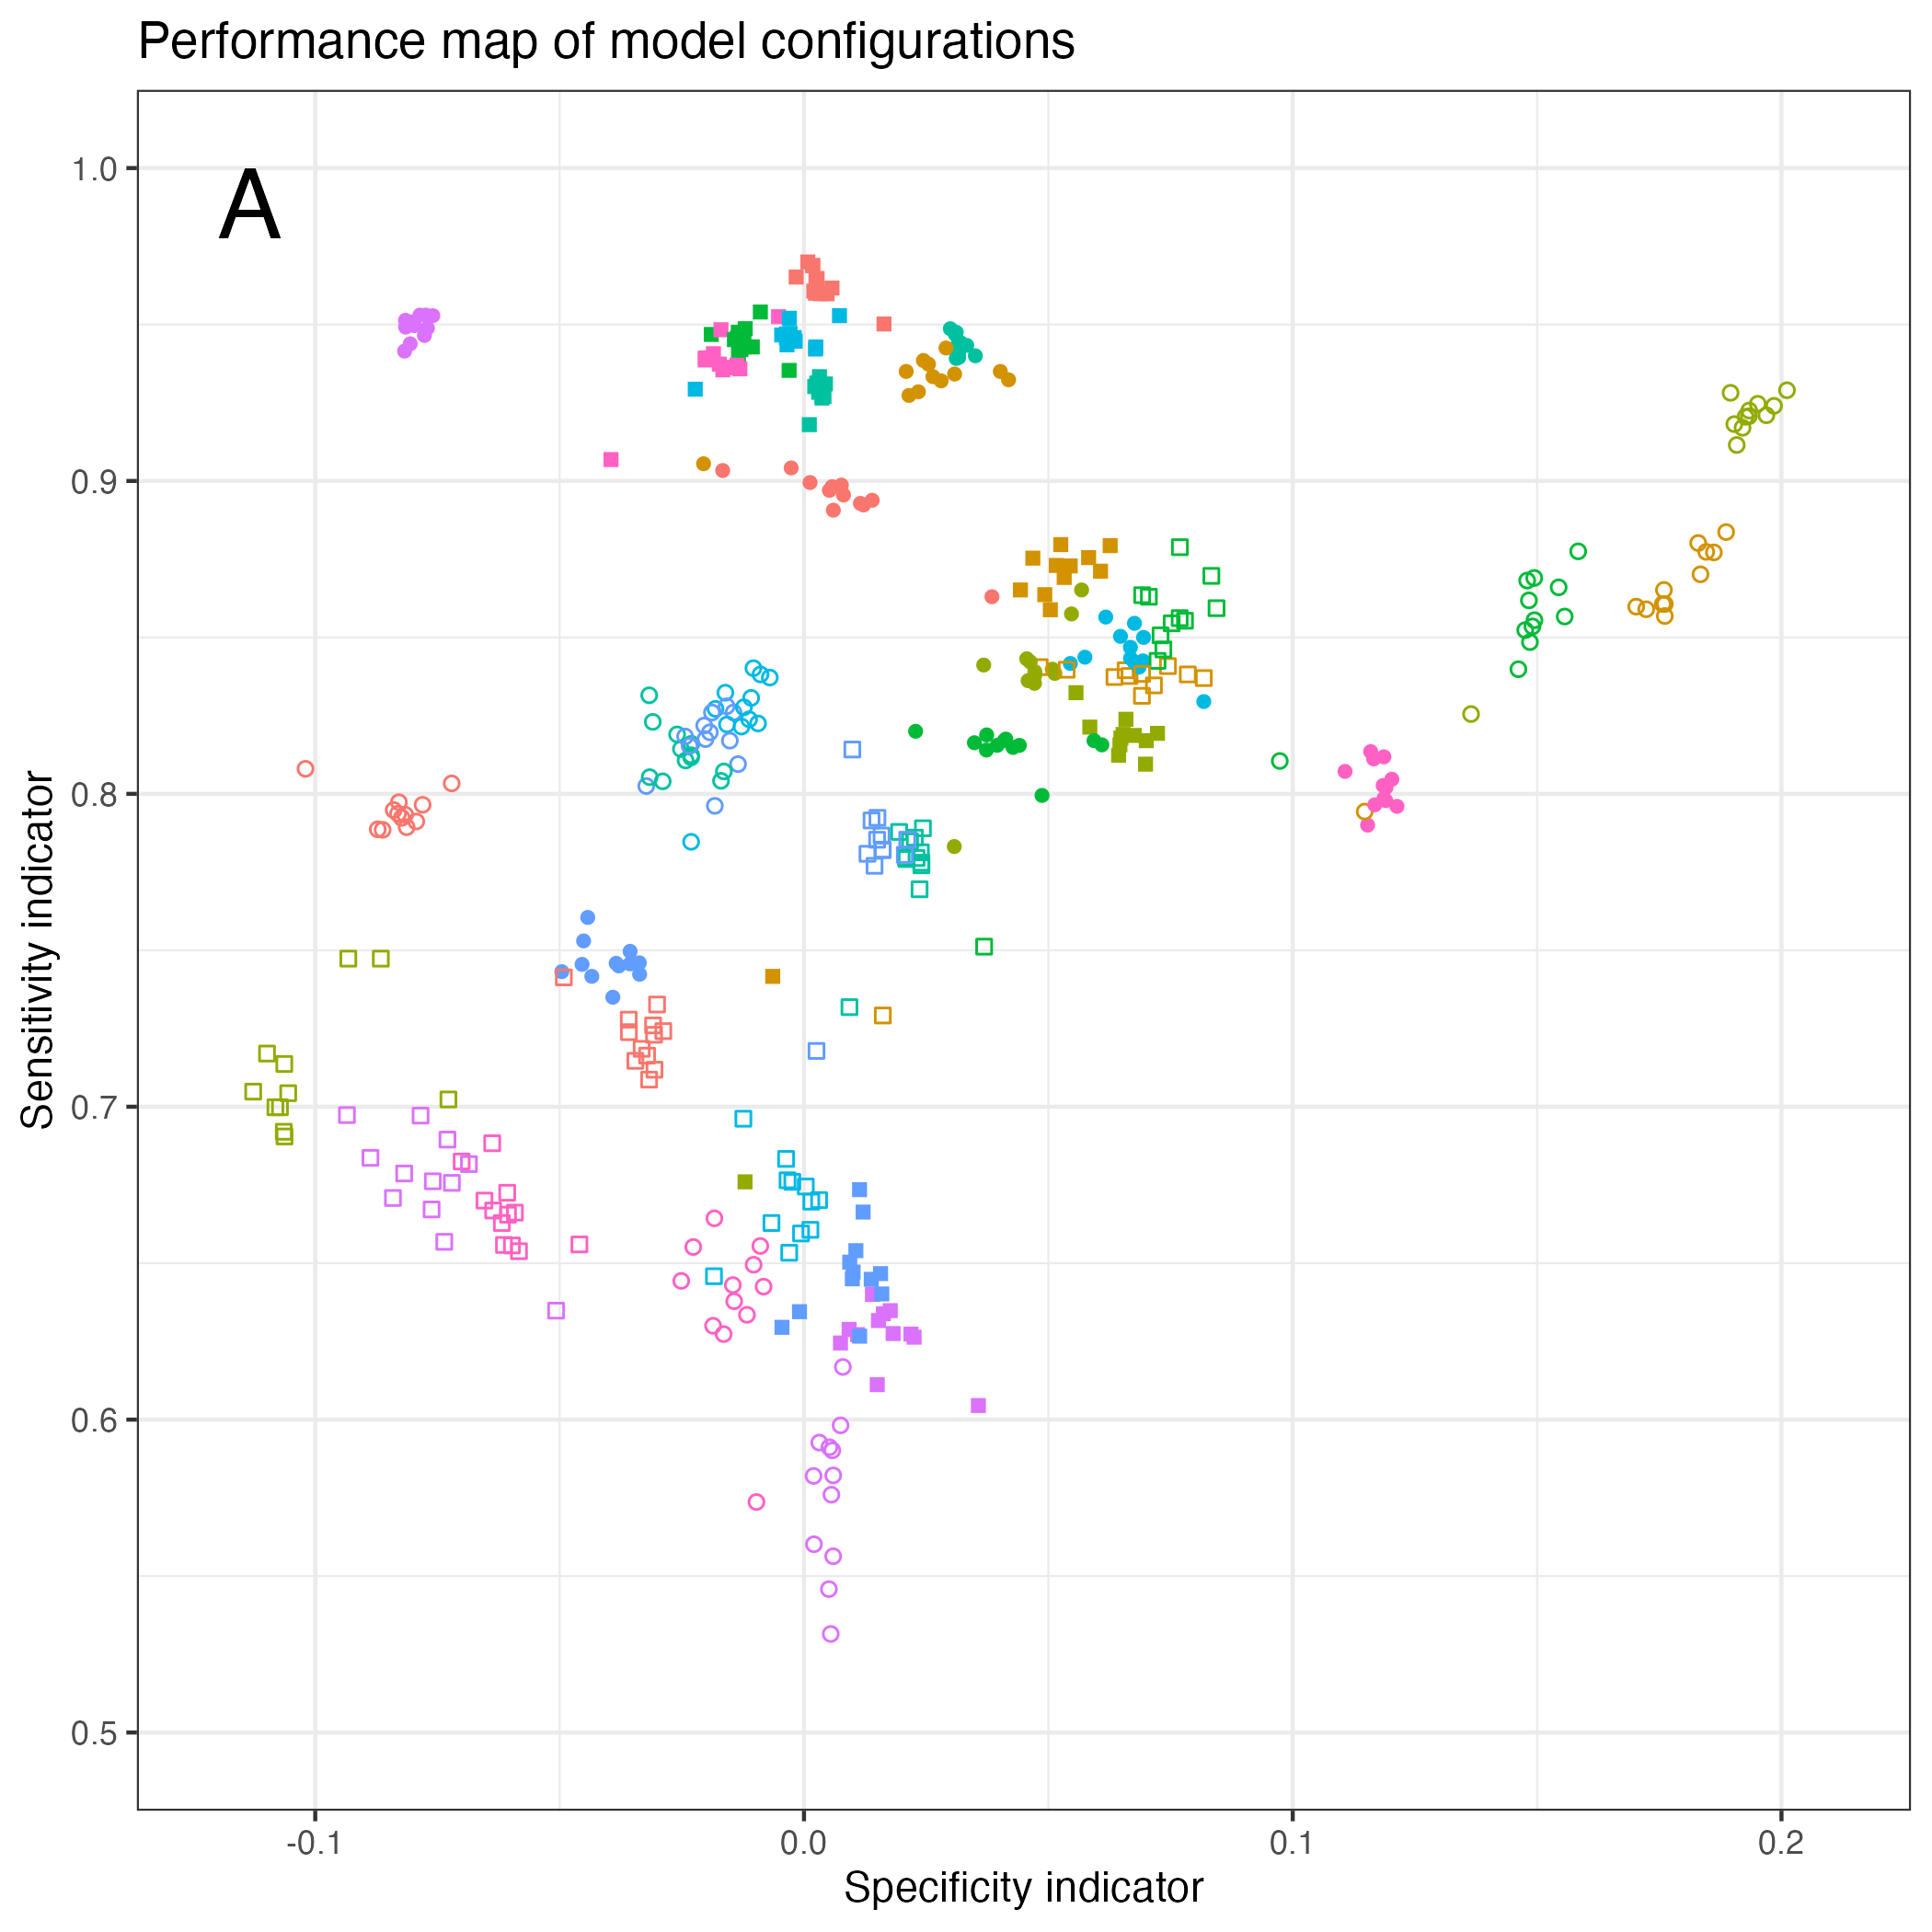 Performance map of model configurations
A
1.0
0.9
0.8
0.7
0.6
0.5
Sensitivity indicator
-0.1
0.0
0.1
0.2
Specificity indicator